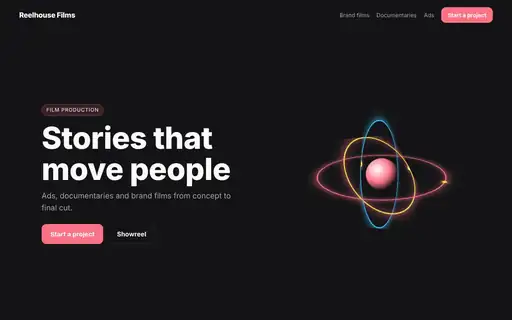 Reelhouse Films
Brand films Documentaries Ads Start a project
FILM PRODUCTION
Stories that
move people
Ads, documentaries and brand films from concept to
final cut.
Start a project Showreel